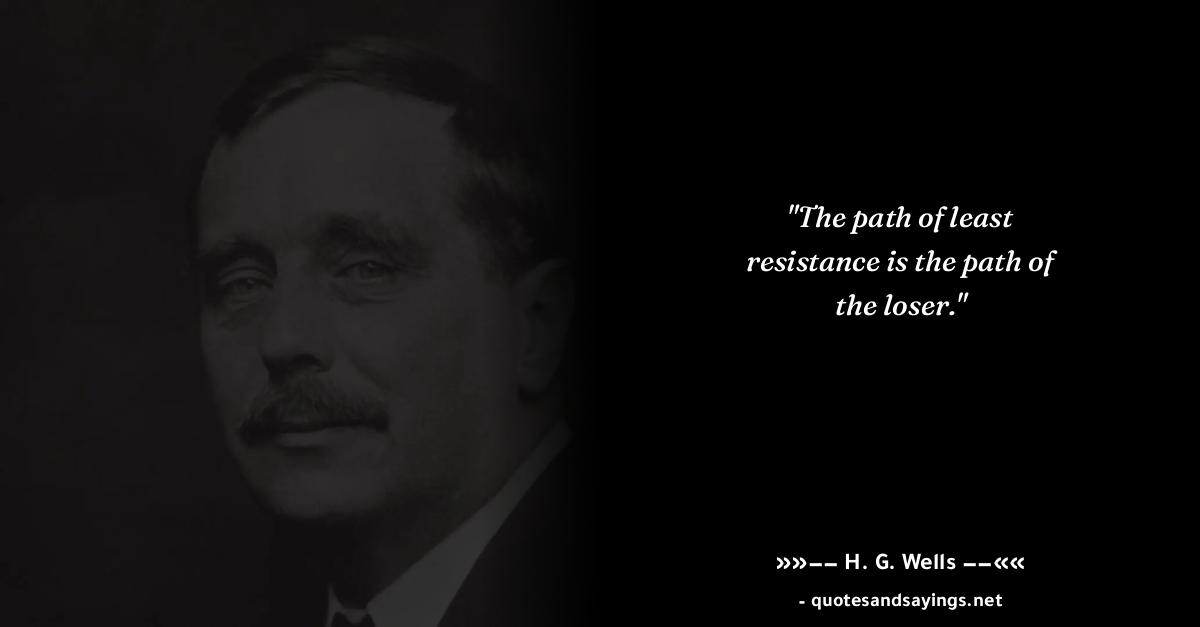 "The path of least
resistance is the path of
the loser."
»»−− H. G. Wells −−««
- quotesandsayings.net